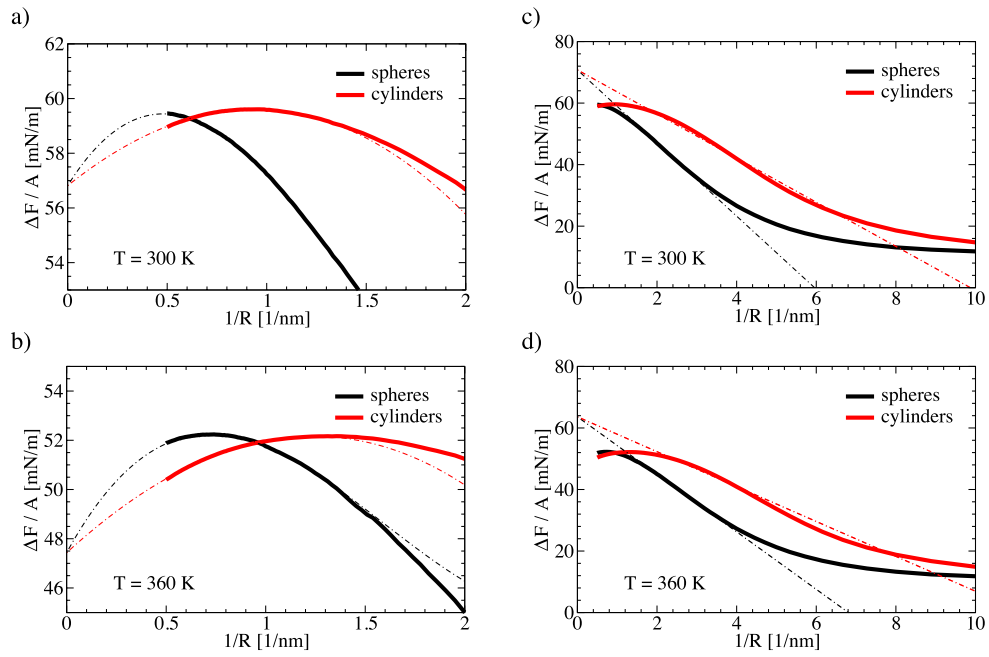 a)
62
60
58
56
54
ΔF / A [mN/m]
spheres
cylinders
T = 300 K
0 0.5 1 1.5 2
1/R [1/nm]
c)
80
60
40
20
0
ΔF / A [mN/m]
spheres
cylinders
T = 300 K
0 2 4 6 8 10
1/R [1/nm]
b)
54
52
50
48
46
ΔF / A [mN/m]
spheres
cylinders
T = 360 K
0 0.5 1 1.5 2
1/R [1/nm]
d)
80
60
40
20
0
ΔF / A [mN/m]
spheres
cylinders
T = 360 K
0 2 4 6 8 10
1/R [1/nm]